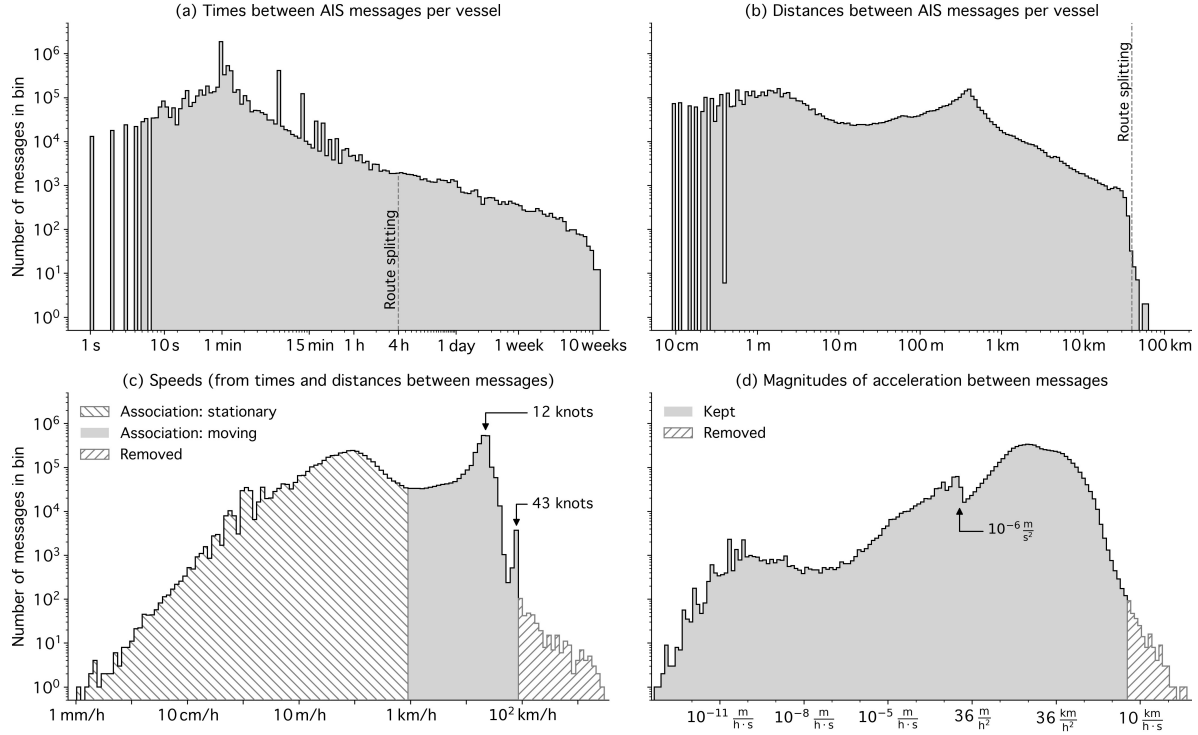 (a) Times between AIS messages per vessel
Number of messages in bin
10⁶
10⁵
10⁴
10³
10²
10¹
10⁰
Route splitting
1 s 10 s 1 min 15 min 1 h 4 h 1 day 1 week 10 weeks
(b) Distances between AIS messages per vessel
Route splitting
10 cm 1 m 10 m 100 m 1 km 10 km 100 km
(c) Speeds (from times and distances between messages)
Number of messages in bin
10⁶
10⁵
10⁴
10³
10²
10¹
10⁰
Association: stationary
Association: moving
Removed
12 knots
43 knots
1 mm/h 10 cm/h 10 m/h 1 km/h 10² km/h
(d) Magnitudes of acceleration between messages
Kept
Removed
10⁻⁶ m/s²
10⁻¹¹ m/h·s 10⁻⁸ m/h·s 10⁻⁵ m/h·s 36 m/h² 36 km/h² 10 km/h·s